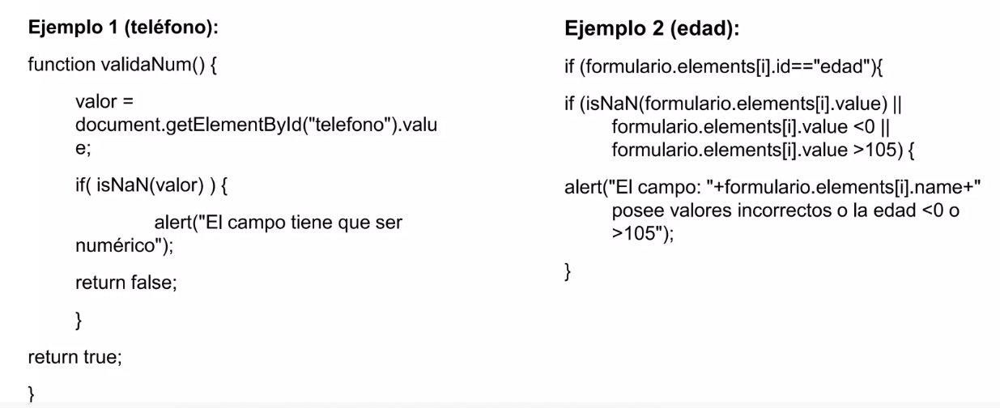 Ejemplo 1 (teléfono):
function validaNum() {
valor =
document.getElementById("telefono").valu
e;
if( isNaN(valor) ) {
alert("El campo tiene que ser
numérico");
return false;
}
return true;
}
Ejemplo 2 (edad):
if (formulario.elements[i].id=="edad"){
if (isNaN(formulario.elements[i].value) ||
formulario.elements[i].value <0 ||
formulario.elements[i].value >105) {
alert("El campo: "+formulario.elements[i].name+"
posee valores incorrectos o la edad <0 o
>105");
}